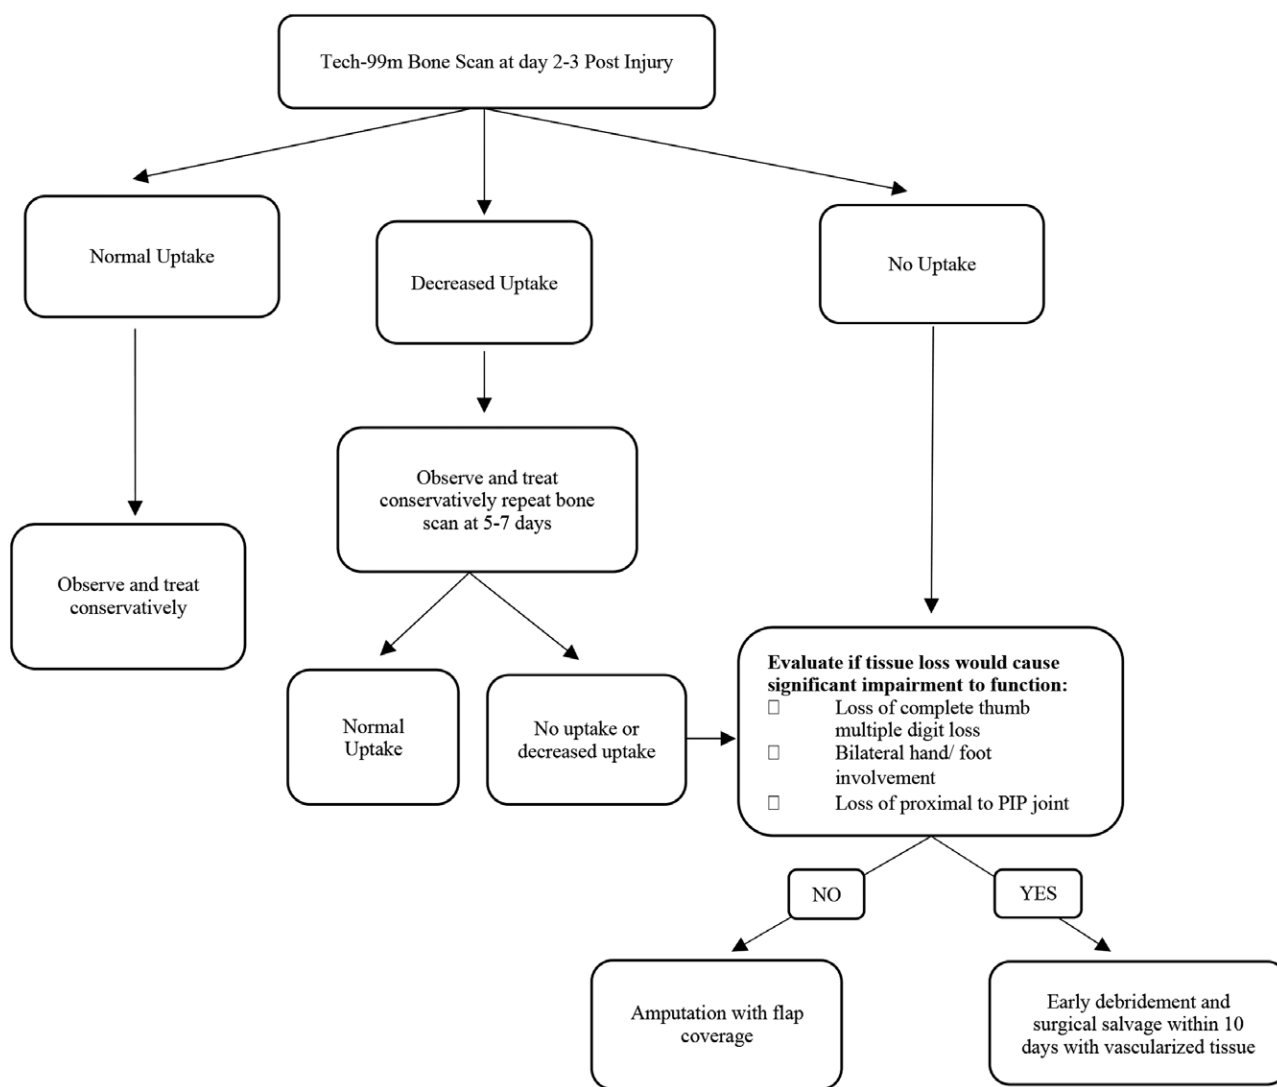 Tech-99m Bone Scan at day 2-3 Post Injury
Normal Uptake
Decreased Uptake
No Uptake
Observe and treat
conservatively repeat bone
scan at 5-7 days
Observe and treat
conservatively
Normal
Uptake
No uptake or
decreased uptake
Evaluate if tissue loss would cause
significant impairment to function:
□ Loss of complete thumb
multiple digit loss
□ Bilateral hand/ foot
involvement
□ Loss of proximal to PIP joint
NO
YES
Amputation with flap
coverage
Early debridement and
surgical salvage within 10
days with vascularized tissue